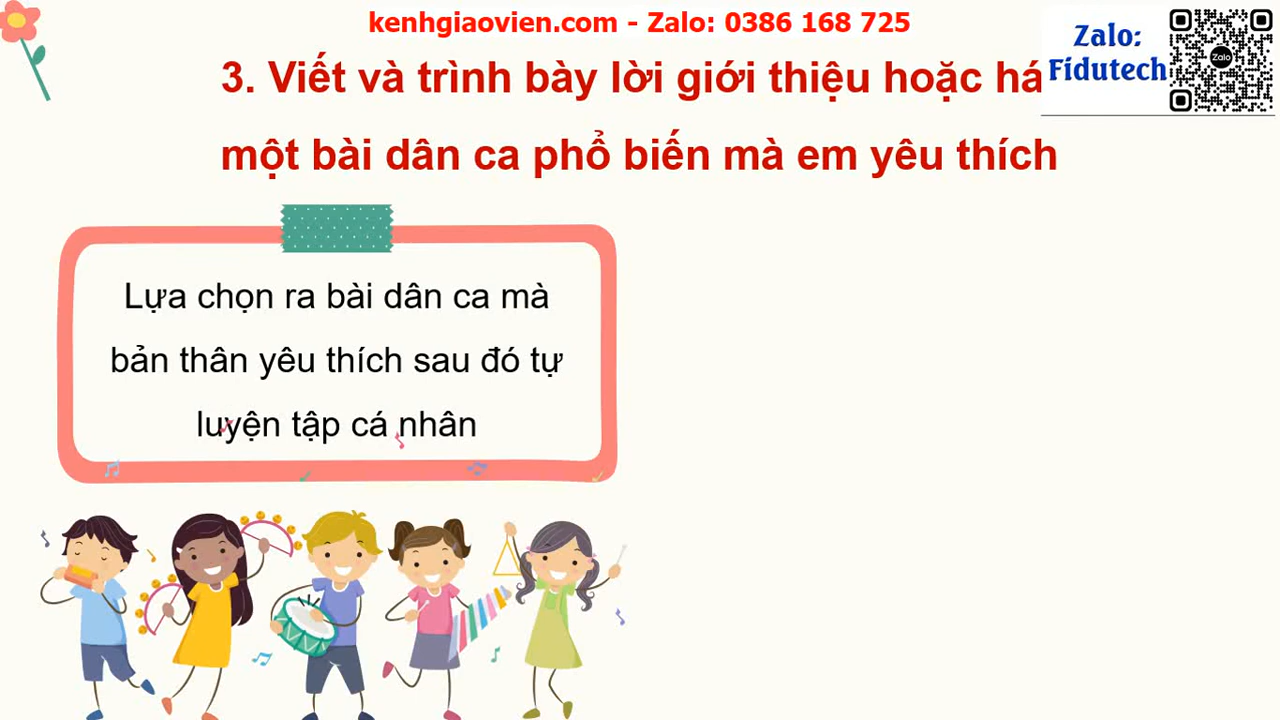 kenhgiaovien.com - Zalo: 0386 168 725
Zalo:
Fidutech
Zalo
3. Viết và trình bày lời giới thiệu hoặc há
một bài dân ca phổ biến mà em yêu thích
Lựa chọn ra bài dân ca mà
bản thân yêu thích sau đó tự
luyện tập cá nhân